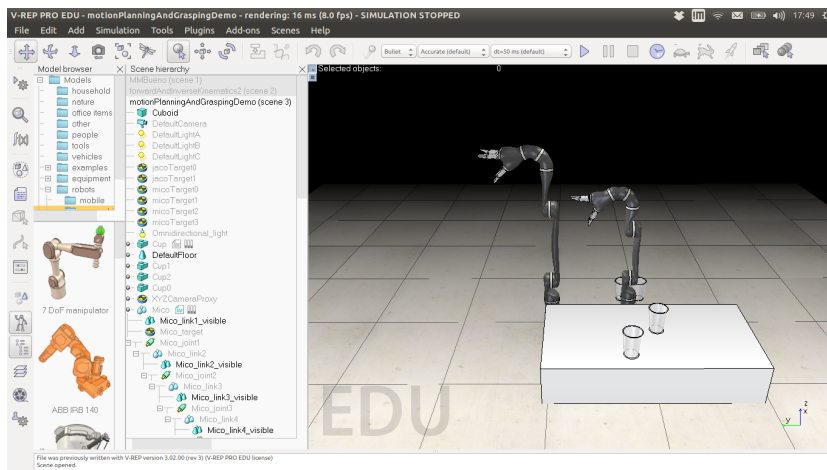 V-REP PRO EDU - motionPlanningAndGraspingDemo - rendering: 16 ms (8.0 fps) - SIMULATION STOPPED
17:49
File Edit Add Simulation Tools Plugins Add-ons Scenes Help
Bullet Accurate (default) dt=50 ms (default)
Model browser
Models
household
nature
office items
other
people
tools
vehicles
examples
equipment
robots
mobile
7 DoF manipulator
ABB IRB 140
Scene hierarchy
MMBueno (scene 1)
forwardAndInverseKinematics2 (scene 2)
motionPlanningAndGraspingDemo (scene 3)
Cuboid
DefaultCamera
DefaultLightA
DefaultLightB
DefaultLightC
jacoTarget0
jacoTarget1
micoTarget0
micoTarget1
micoTarget2
micoTarget3
Omnidirectional_light
Cup
DefaultFloor
Cup1
Cup2
Cup0
XYZCameraProxy
Mico
Mico_link1_visible
Mico_target
Mico_joint1
Mico_link2
Mico_link2_visible
Mico_joint2
Mico_link3
Mico_link3_visible
Mico_joint3
Mico_link4
Mico_link4_visible
Selected objects: 0
EDU
z
x
y
File was previously written with V-REP version 3.02.00 (rev 3) (V-REP PRO EDU license)
Scene opened.